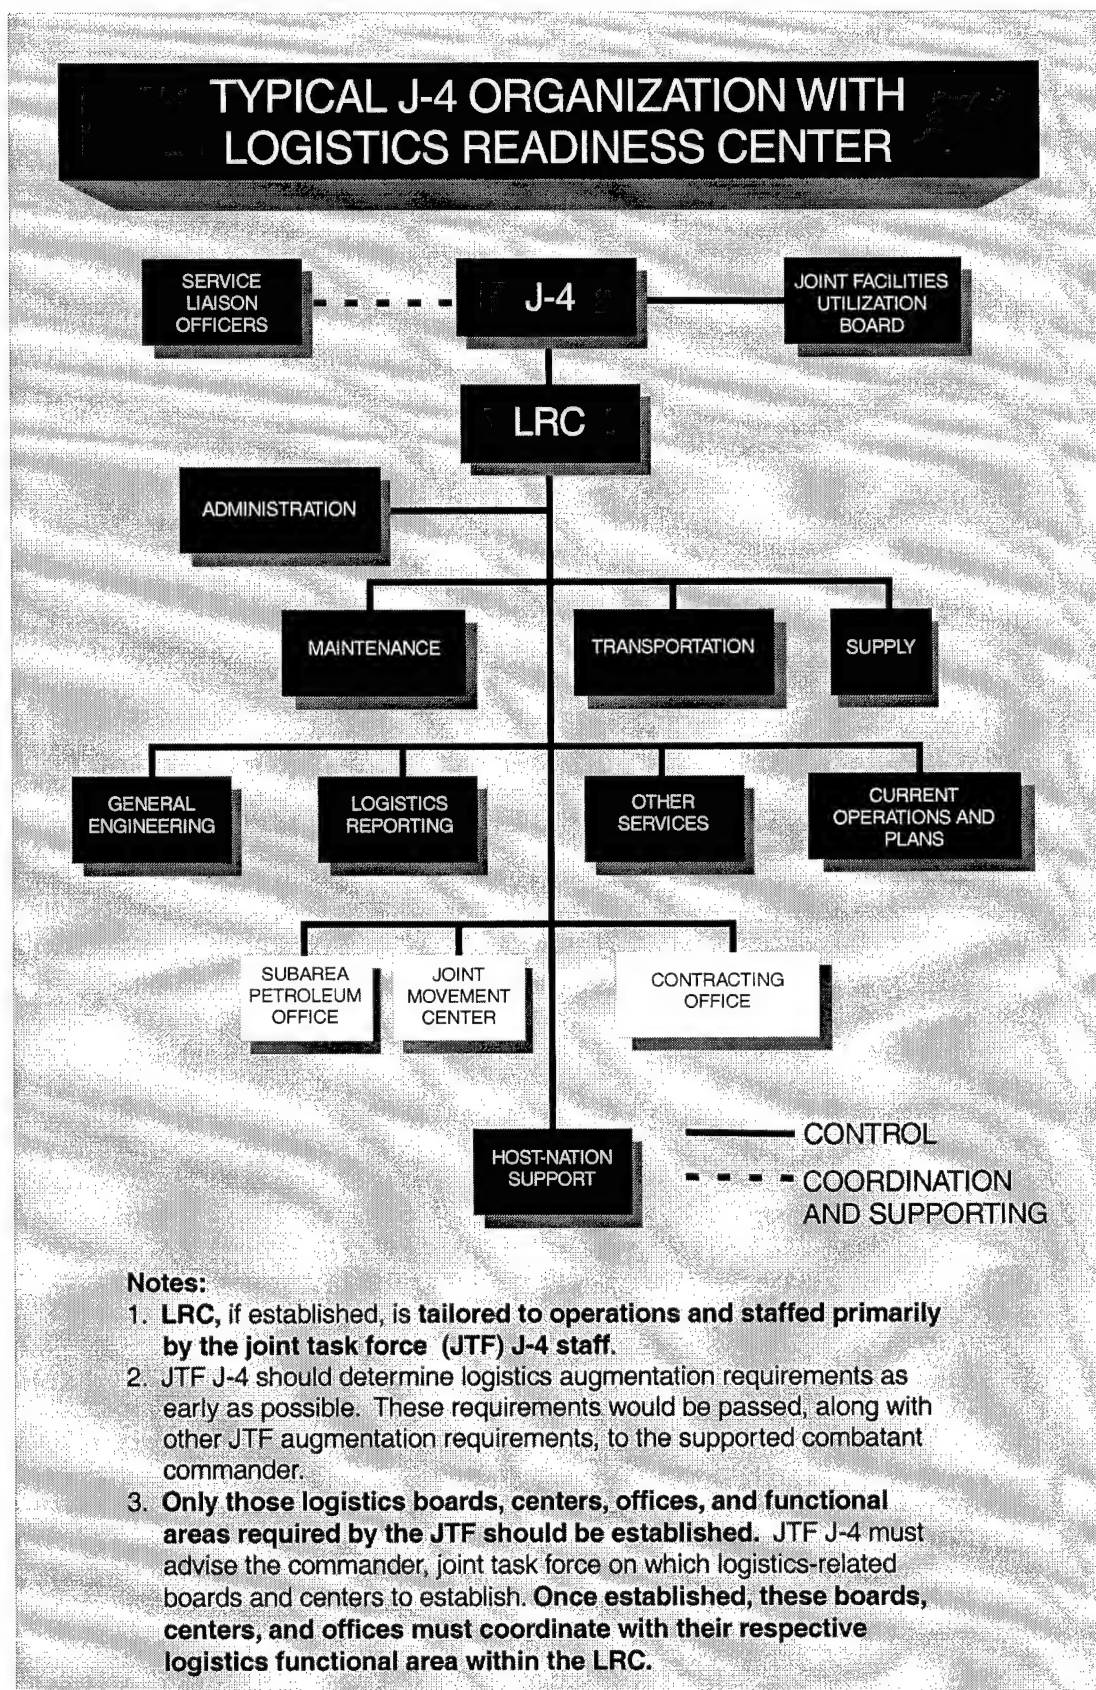 TYPICAL J-4 ORGANIZATION WITH
LOGISTICS READINESS CENTER
SERVICE
LIAISON
OFFICERS
J-4
JOINT FACILITIES
UTILIZATION
BOARD
LRC
ADMINISTRATION
MAINTENANCE
TRANSPORTATION
SUPPLY
GENERAL
ENGINEERING
LOGISTICS
REPORTING
OTHER
SERVICES
CURRENT
OPERATIONS AND
PLANS
SUBAREA
PETROLEUM
OFFICE
JOINT
MOVEMENT
CENTER
CONTRACTING
OFFICE
HOST-NATION
SUPPORT
CONTROL
COORDINATION
AND SUPPORTING
Notes:
1. LRC, if established, is tailored to operations and staffed primarily
by the joint task force (JTF) J-4 staff.
2. JTF J-4 should determine logistics augmentation requirements as
early as possible. These requirements would be passed, along with
other JTF augmentation requirements, to the supported combatant
commander.
3. Only those logistics boards, centers, offices, and functional
areas required by the JTF should be established. JTF J-4 must
advise the commander, joint task force on which logistics-related
boards and centers to establish. Once established, these boards,
centers, and offices must coordinate with their respective
logistics functional area within the LRC.